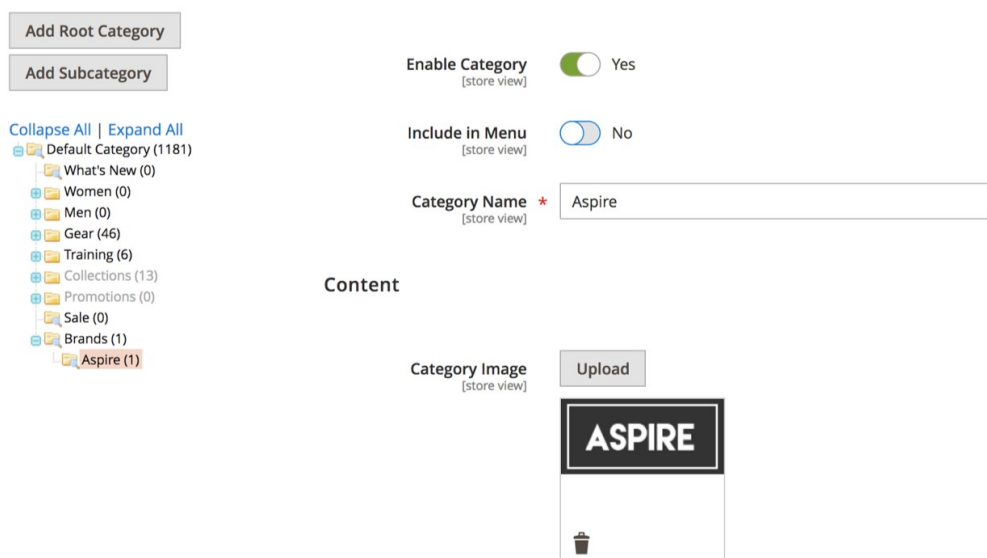 Add Root Category
Add Subcategory
Collapse All | Expand All
Default Category (1181)
What's New (0)
Women (0)
Men (0)
Gear (46)
Training (6)
Collections (13)
Promotions (0)
Sale (0)
Brands (1)
Aspire (1)
Enable Category
[store view]
Yes
Include in Menu
[store view]
No
Category Name *
[store view]
Aspire
Content
Category Image
[store view]
Upload
ASPIRE